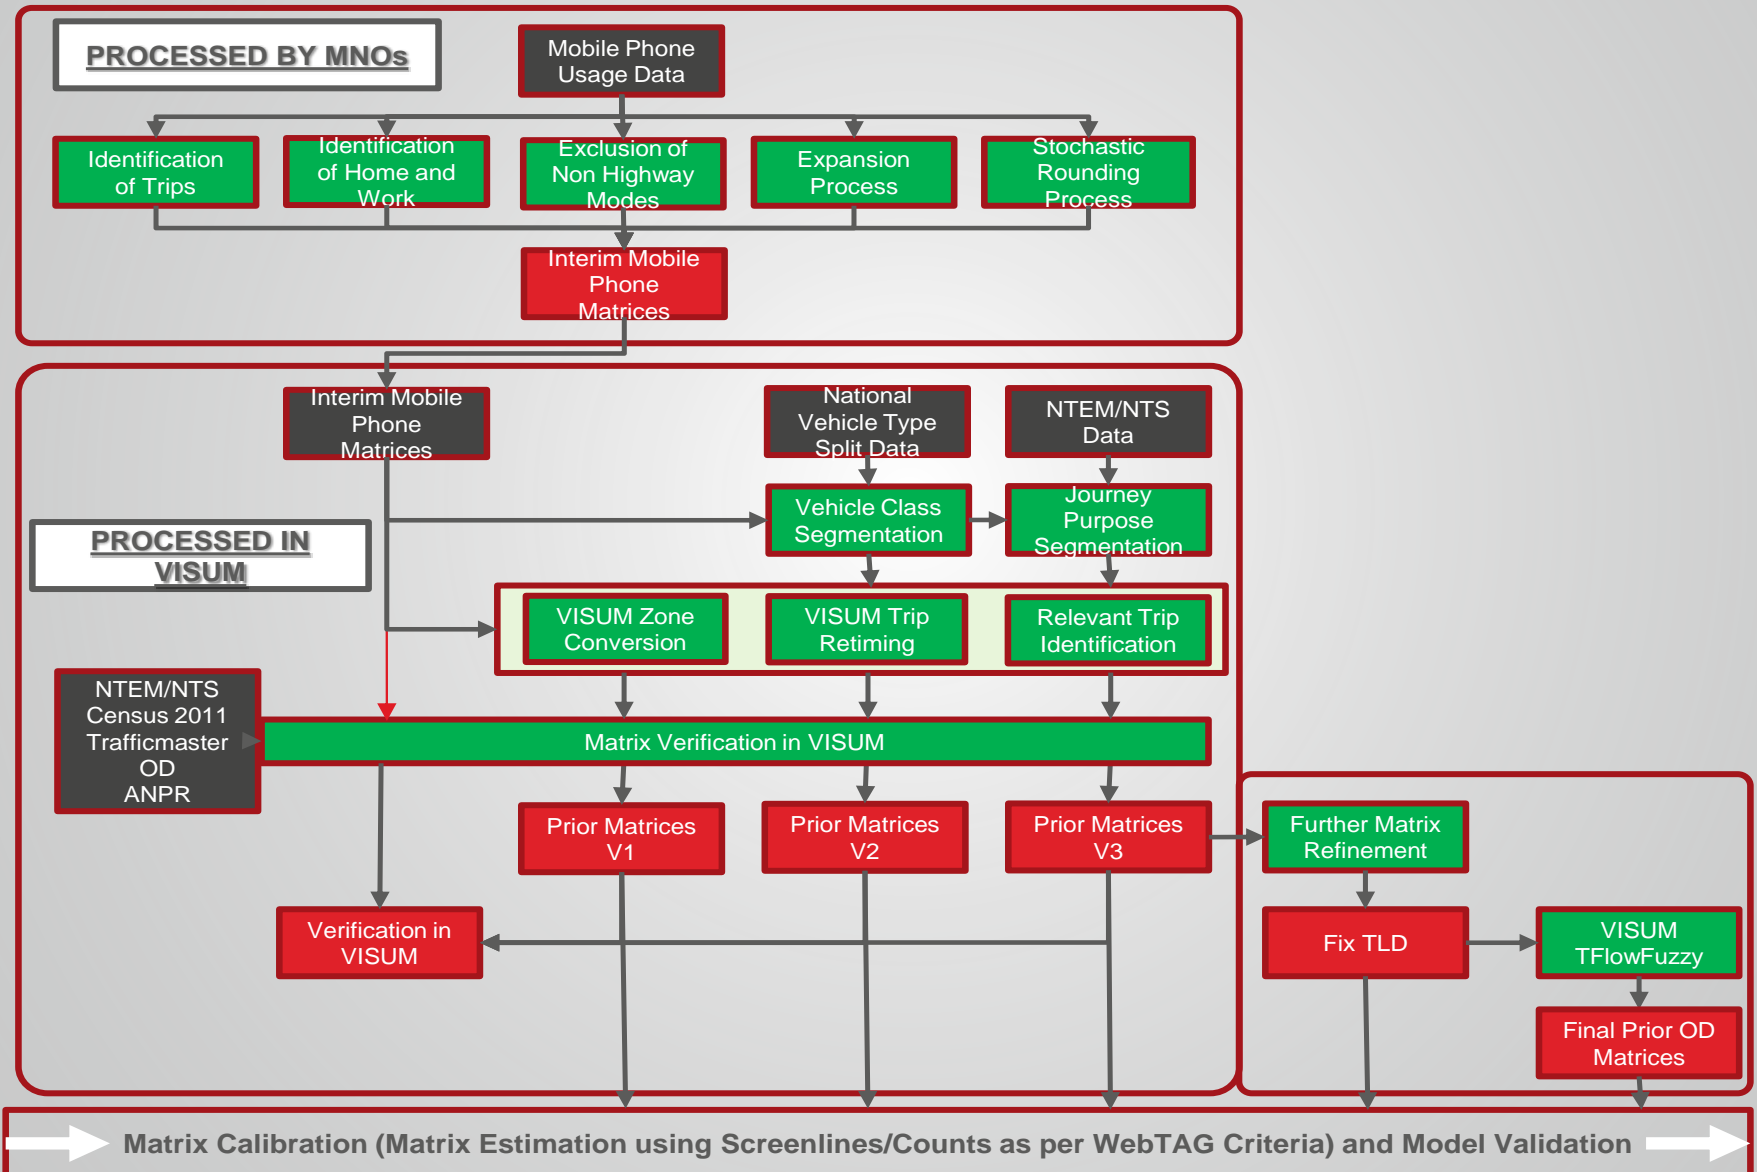 PROCESSED BY MNOs
Mobile Phone
Usage Data
Identification
of Trips
Identification
of Home and
Work
Exclusion of
Non Highway
Modes
Expansion
Process
Stochastic
Rounding
Process
Interim Mobile
Phone
Matrices
Interim Mobile
Phone
Matrices
National
Vehicle Type
Split Data
NTEM/NTS
Data
PROCESSED IN
VISUM
Vehicle Class
Segmentation
Journey
Purpose
Segmentation
VISUM Zone
Conversion
VISUM Trip
Retiming
Relevant Trip
Identification
NTEM/NTS
Census 2011
Trafficmaster
OD
ANPR
Matrix Verification in VISUM
Prior Matrices
V1
Prior Matrices
V2
Prior Matrices
V3
Further Matrix
Refinement
Verification in
VISUM
Fix TLD
VISUM
TFlowFuzzy
Final Prior OD
Matrices
Matrix Calibration (Matrix Estimation using Screenlines/Counts as per WebTAG Criteria) and Model Validation